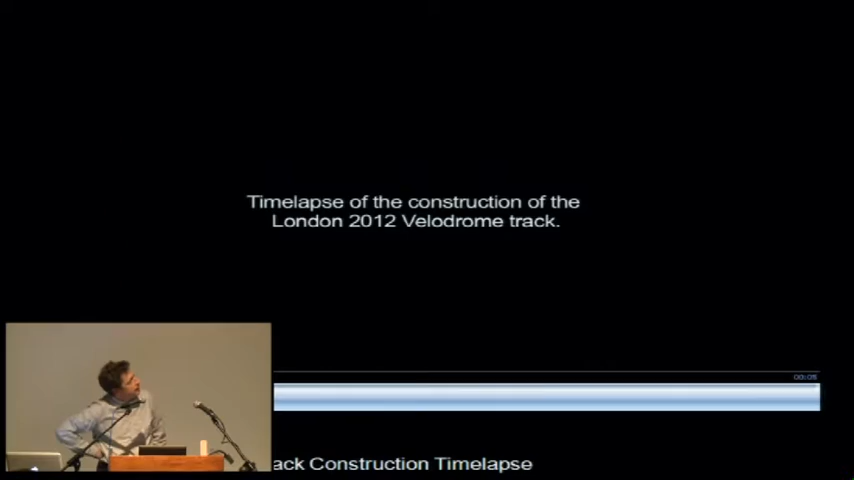 Timelapse of the construction of the
London 2012 Velodrome track.
00:05
ack Construction Timelapse